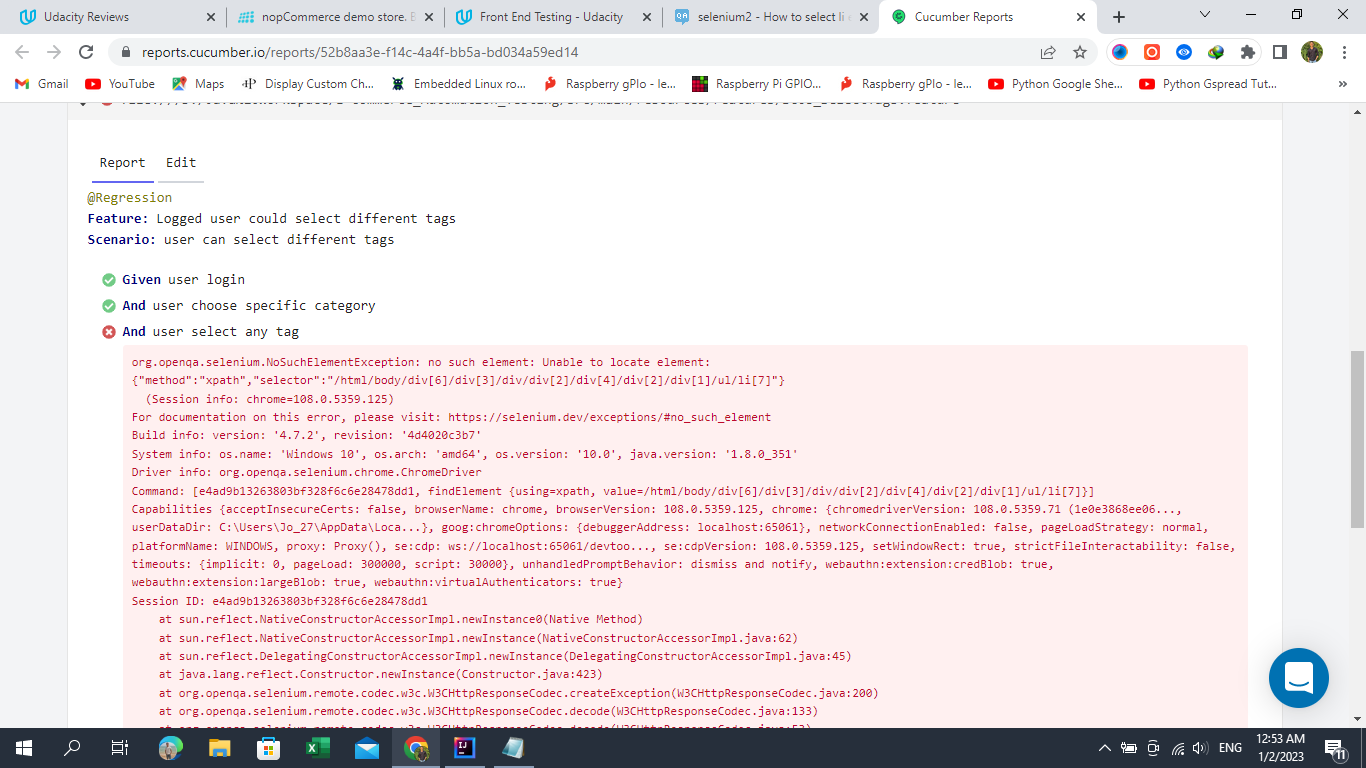 Udacity Reviews
nopCommerce demo store. B
Front End Testing - Udacity
selenium2 - How to select li
Cucumber Reports
reports.cucumber.io/reports/52b8aa3e-f14c-4a4f-bb5a-bd034a59ed14
Gmail
YouTube
Maps
Display Custom Ch...
Embedded Linux ro...
Raspberry gPIo - le...
Raspberry Pi GPIO...
Raspberry gPIo - le...
Python Google She...
Python Gspread Tut...
Report Edit
@Regression
Feature: Logged user could select different tags
Scenario: user can select different tags
Given user login
And user choose specific category
And user select any tag
org.openqa.selenium.NoSuchElementException: no such element: Unable to locate element:
{"method":"xpath","selector":"/html/body/div[6]/div[3]/div/div[2]/div[4]/div[2]/div[1]/ul/li[7]"}
(Session info: chrome=108.0.5359.125)
For documentation on this error, please visit: https://selenium.dev/exceptions/#no_such_element
Build info: version: '4.7.2', revision: '4d4020c3b7'
System info: os.name: 'Windows 10', os.arch: 'amd64', os.version: '10.0', java.version: '1.8.0_351'
Driver info: org.openqa.selenium.chrome.ChromeDriver
Command: [e4ad9b13263803bf328f6c6e28478dd1, findElement {using=xpath, value=/html/body/div[6]/div[3]/div/div[2]/div[4]/div[2]/div[1]/ul/li[7]}]
Capabilities {acceptInsecureCerts: false, browserName: chrome, browserVersion: 108.0.5359.125, chrome: {chromedriverVersion: 108.0.5359.71 (1e0e3868ee06...,
userDataDir: C:\Users\Jo_27\AppData\Loca...}, goog:chromeOptions: {debuggerAddress: localhost:65061}, networkConnectionEnabled: false, pageLoadStrategy: normal,
platformName: WINDOWS, proxy: Proxy(), se:cdp: ws://localhost:65061/devtoo..., se:cdpVersion: 108.0.5359.125, setWindowRect: true, strictFileInteractability: false,
timeouts: {implicit: 0, pageLoad: 300000, script: 30000}, unhandledPromptBehavior: dismiss and notify, webauthn:extension:credBlob: true,
webauthn:extension:largeBlob: true, webauthn:virtualAuthenticators: true}
Session ID: e4ad9b13263803bf328f6c6e28478dd1
at sun.reflect.NativeConstructorAccessorImpl.newInstance0(Native Method)
at sun.reflect.NativeConstructorAccessorImpl.newInstance(NativeConstructorAccessorImpl.java:62)
at sun.reflect.DelegatingConstructorAccessorImpl.newInstance(DelegatingConstructorAccessorImpl.java:45)
at java.lang.reflect.Constructor.newInstance(Constructor.java:423)
at org.openqa.selenium.remote.codec.w3c.W3CHttpResponseCodec.createException(W3CHttpResponseCodec.java:200)
at org.openqa.selenium.remote.codec.w3c.W3CHttpResponseCodec.decode(W3CHttpResponseCodec.java:133)
ENG
12:53 AM
1/2/2023
11